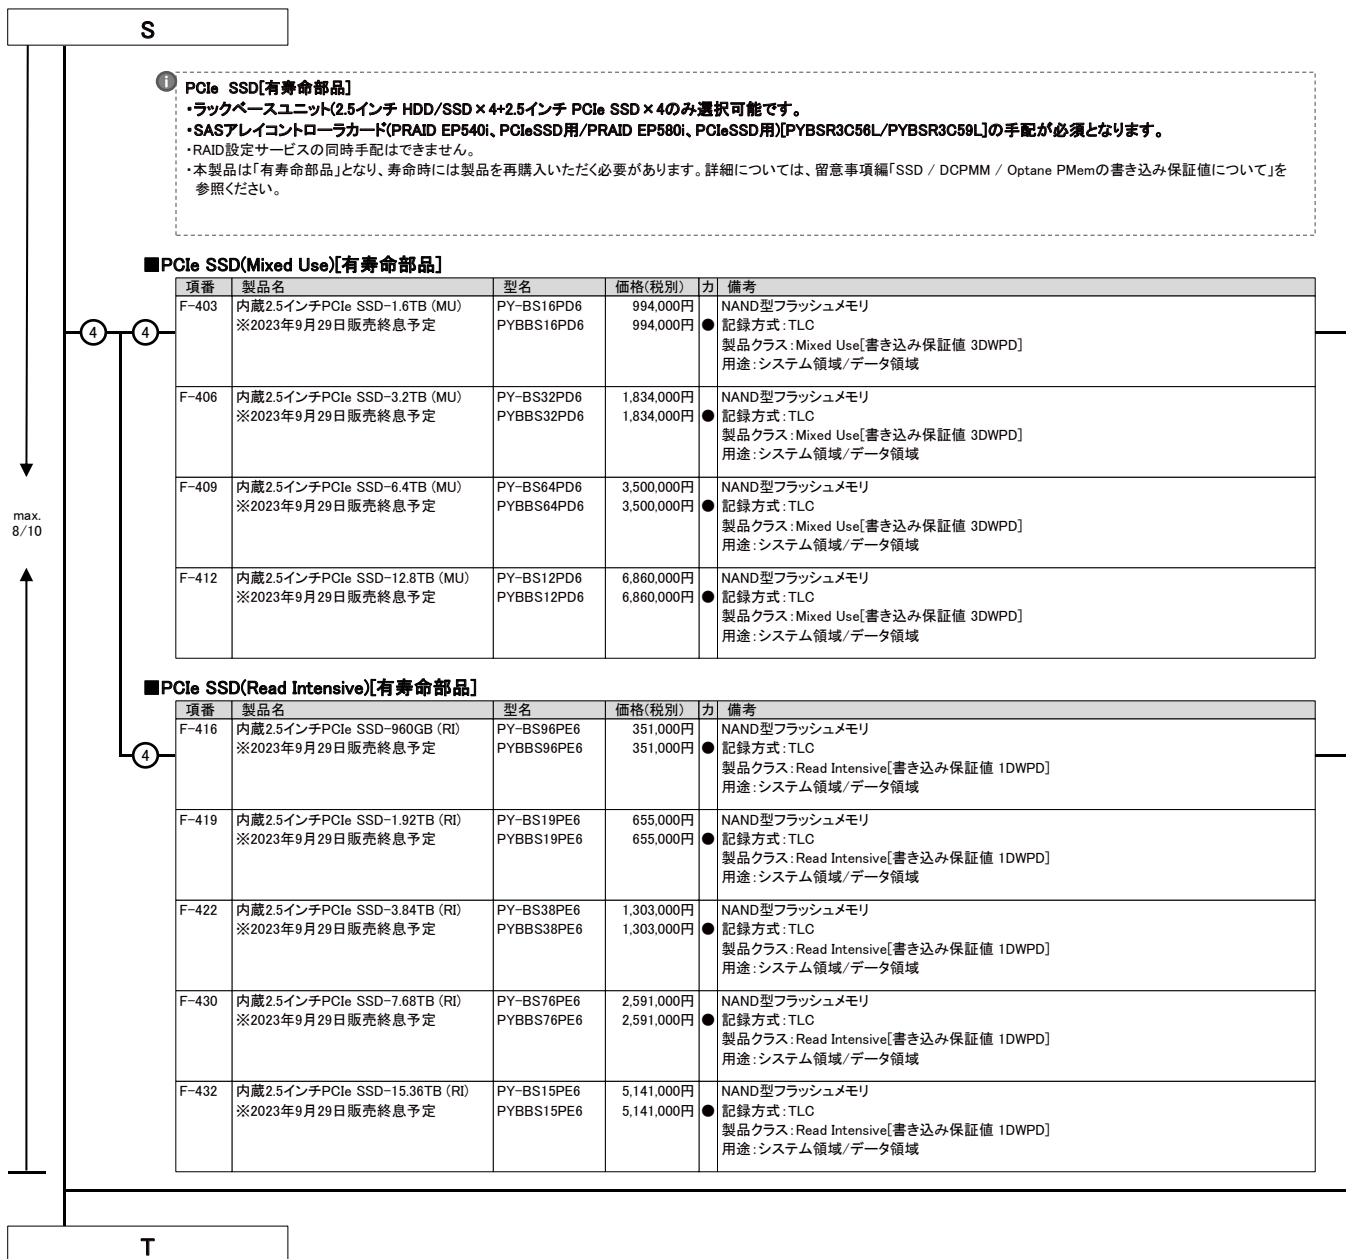 S
i
PCIe SSD[有寿命部品]
・ラックベースユニット(2.5インチ HDD/SSD×4+2.5インチ PCIe SSD×4のみ選択可能です。
・SASアレイコントローラカード(PRAID EP540i、PCIeSSD用/PRAID EP580i、PCIeSSD用)[PYBSR3C56L/PYBSR3C59L]の手配が必須となります。
・RAID設定サービスの同時手配はできません。
・本製品は「有寿命部品」となり、寿命時には製品を再購入いただく必要があります。詳細については、留意事項編「SSD / DCPMM / Optane PMemの書き込み保証値について」を
参照ください。
■PCIe SSD(Mixed Use)[有寿命部品]
項番 製品名 型名 価格(税別) カ 備考
F-403 内蔵2.5インチPCIe SSD-1.6TB (MU) PY-BS16PD6 994,000円 NAND型フラッシュメモリ
※2023年9月29日販売終息予定 PYBBS16PD6 994,000円 ● 記録方式:TLC
製品クラス:Mixed Use[書き込み保証値 3DWPD]
用途:システム領域/データ領域
4 4
F-406 内蔵2.5インチPCIe SSD-3.2TB (MU) PY-BS32PD6 1,834,000円 NAND型フラッシュメモリ
※2023年9月29日販売終息予定 PYBBS32PD6 1,834,000円 ● 記録方式:TLC
製品クラス:Mixed Use[書き込み保証値 3DWPD]
用途:システム領域/データ領域
F-409 内蔵2.5インチPCIe SSD-6.4TB (MU) PY-BS64PD6 3,500,000円 NAND型フラッシュメモリ
※2023年9月29日販売終息予定 PYBBS64PD6 3,500,000円 ● 記録方式:TLC
製品クラス:Mixed Use[書き込み保証値 3DWPD]
用途:システム領域/データ領域
max.
8/10
F-412 内蔵2.5インチPCIe SSD-12.8TB (MU) PY-BS12PD6 6,860,000円 NAND型フラッシュメモリ
※2023年9月29日販売終息予定 PYBBS12PD6 6,860,000円 ● 記録方式:TLC
製品クラス:Mixed Use[書き込み保証値 3DWPD]
用途:システム領域/データ領域
■PCIe SSD(Read Intensive)[有寿命部品]
項番 製品名 型名 価格(税別) カ 備考
F-416 内蔵2.5インチPCIe SSD-960GB (RI) PY-BS96PE6 351,000円 NAND型フラッシュメモリ
※2023年9月29日販売終息予定 PYBBS96PE6 351,000円 ● 記録方式:TLC
製品クラス:Read Intensive[書き込み保証値 1DWPD]
用途:システム領域/データ領域
4
F-419 内蔵2.5インチPCIe SSD-1.92TB (RI) PY-BS19PE6 655,000円 NAND型フラッシュメモリ
※2023年9月29日販売終息予定 PYBBS19PE6 655,000円 ● 記録方式:TLC
製品クラス:Read Intensive[書き込み保証値 1DWPD]
用途:システム領域/データ領域
F-422 内蔵2.5インチPCIe SSD-3.84TB (RI) PY-BS38PE6 1,303,000円 NAND型フラッシュメモリ
※2023年9月29日販売終息予定 PYBBS38PE6 1,303,000円 ● 記録方式:TLC
製品クラス:Read Intensive[書き込み保証値 1DWPD]
用途:システム領域/データ領域
F-430 内蔵2.5インチPCIe SSD-7.68TB (RI) PY-BS76PE6 2,591,000円 NAND型フラッシュメモリ
※2023年9月29日販売終息予定 PYBBS76PE6 2,591,000円 ● 記録方式:TLC
製品クラス:Read Intensive[書き込み保証値 1DWPD]
用途:システム領域/データ領域
F-432 内蔵2.5インチPCIe SSD-15.36TB (RI) PY-BS15PE6 5,141,000円 NAND型フラッシュメモリ
※2023年9月29日販売終息予定 PYBBS15PE6 5,141,000円 ● 記録方式:TLC
製品クラス:Read Intensive[書き込み保証値 1DWPD]
用途:システム領域/データ領域
T